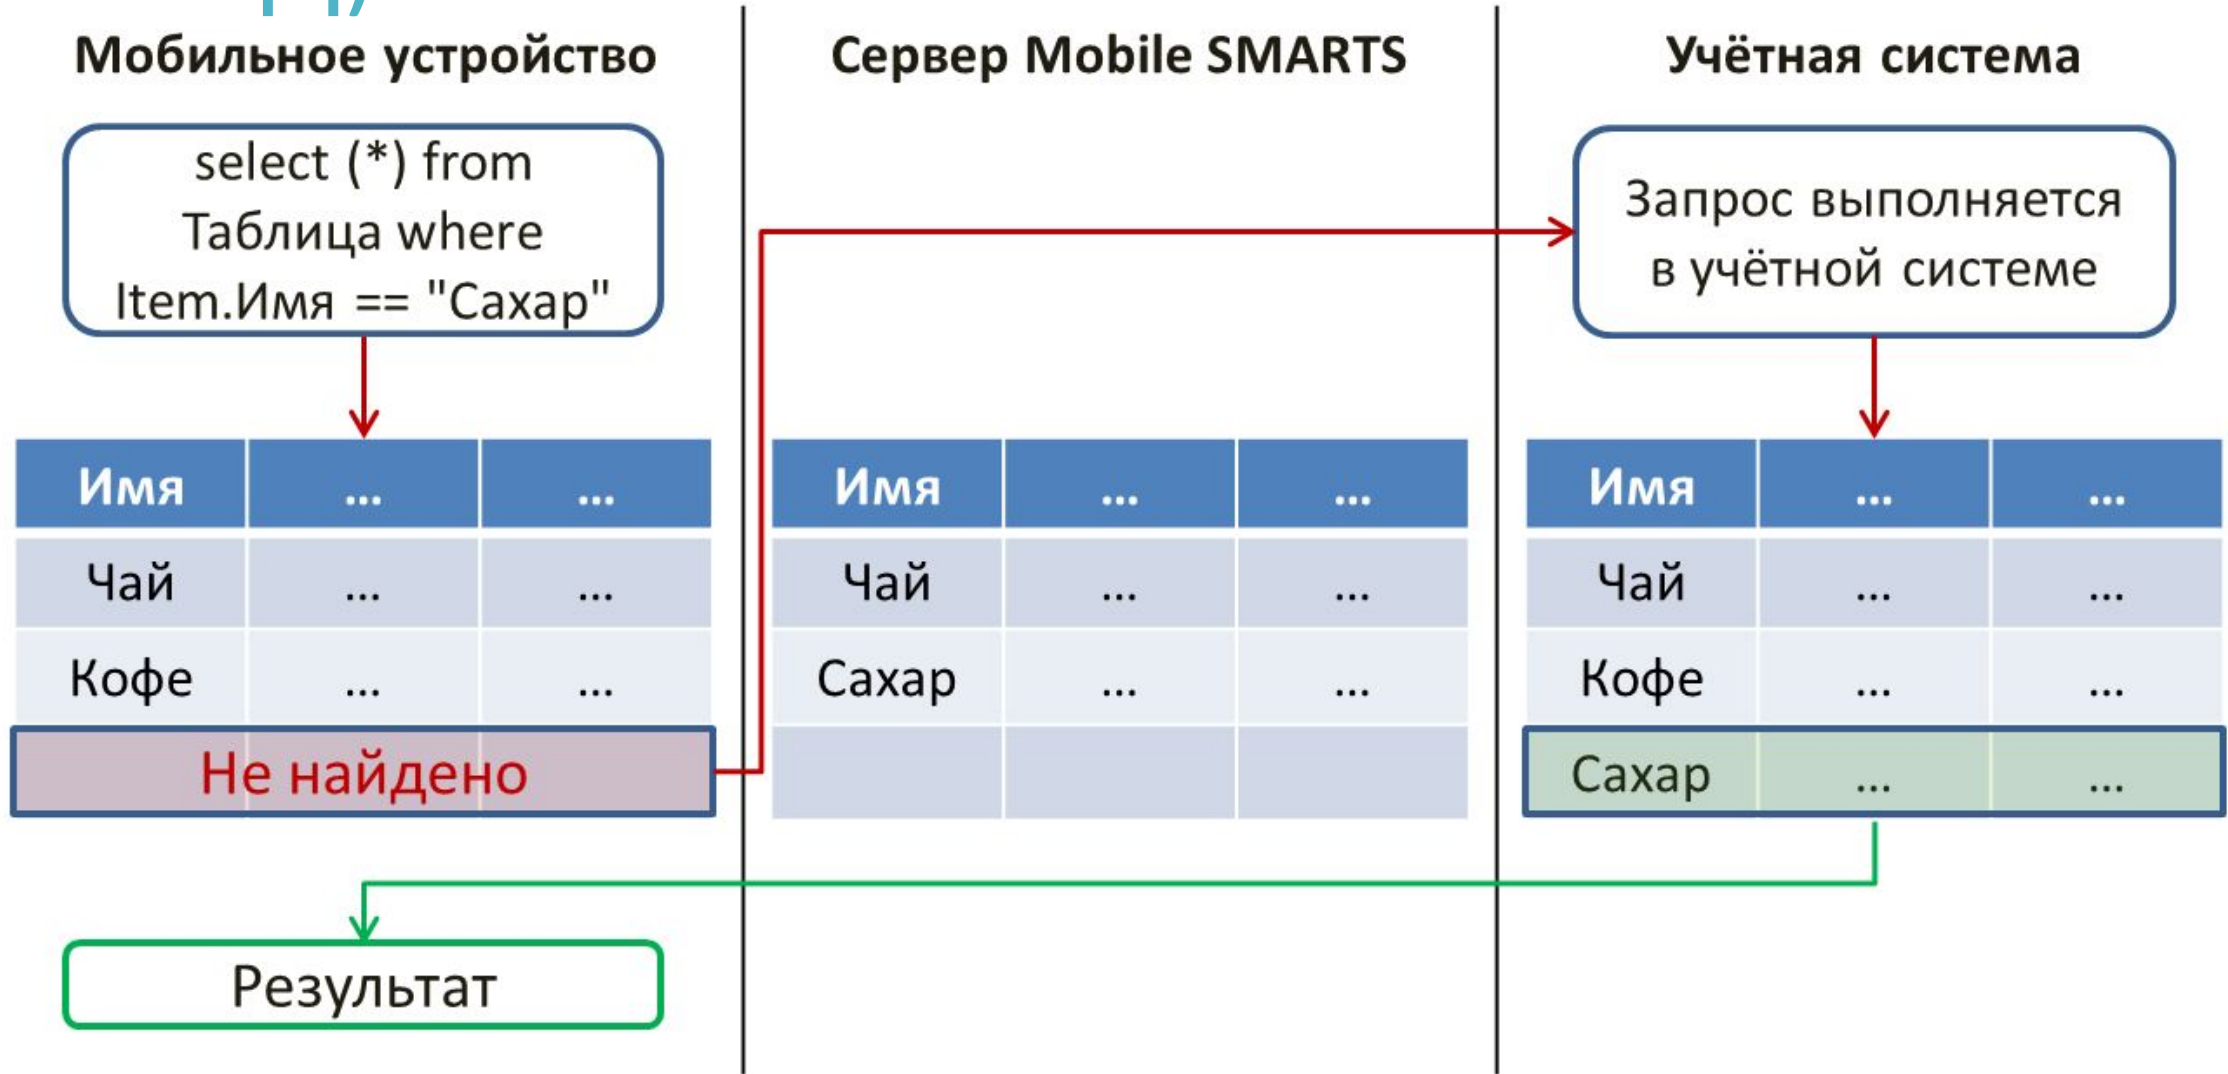 Мобильное устройство
Сервер Mobile SMARTS
Учётная система
select (*) from
Таблица where
Item.Имя == "Сахар"
Запрос выполняется
в учётной системе
Имя ... ...
Чай ... ...
Кофе ... ...
Не найдено
Имя ... ...
Чай ... ...
Сахар ... ...
Имя ... ...
Чай ... ...
Кофе ... ...
Сахар ... ...
Результат